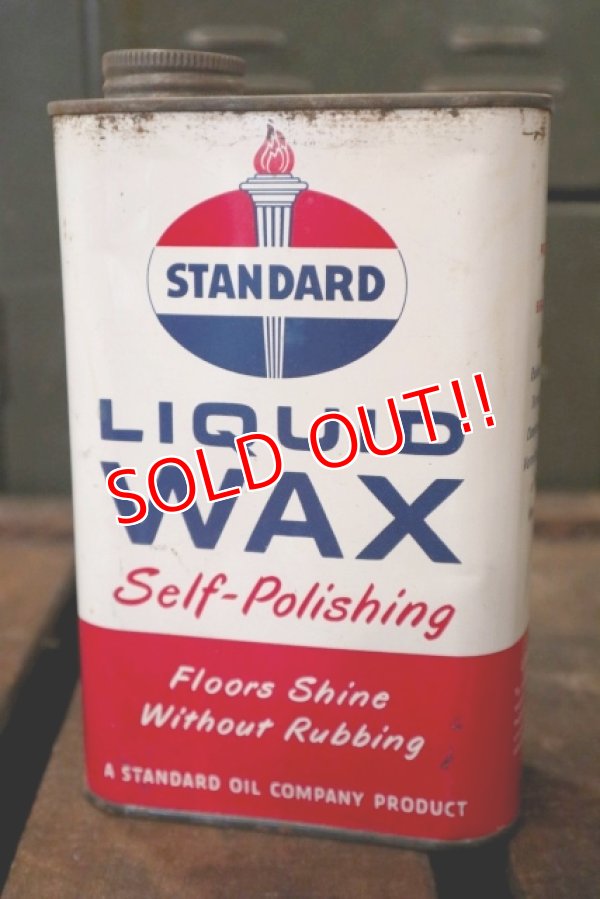 STANDARD
LIQUID
WAX
SOLD OUT!!
Self-Polishing
Floors Shine
Without Rubbing
A STANDARD OIL COMPANY PRODUCT